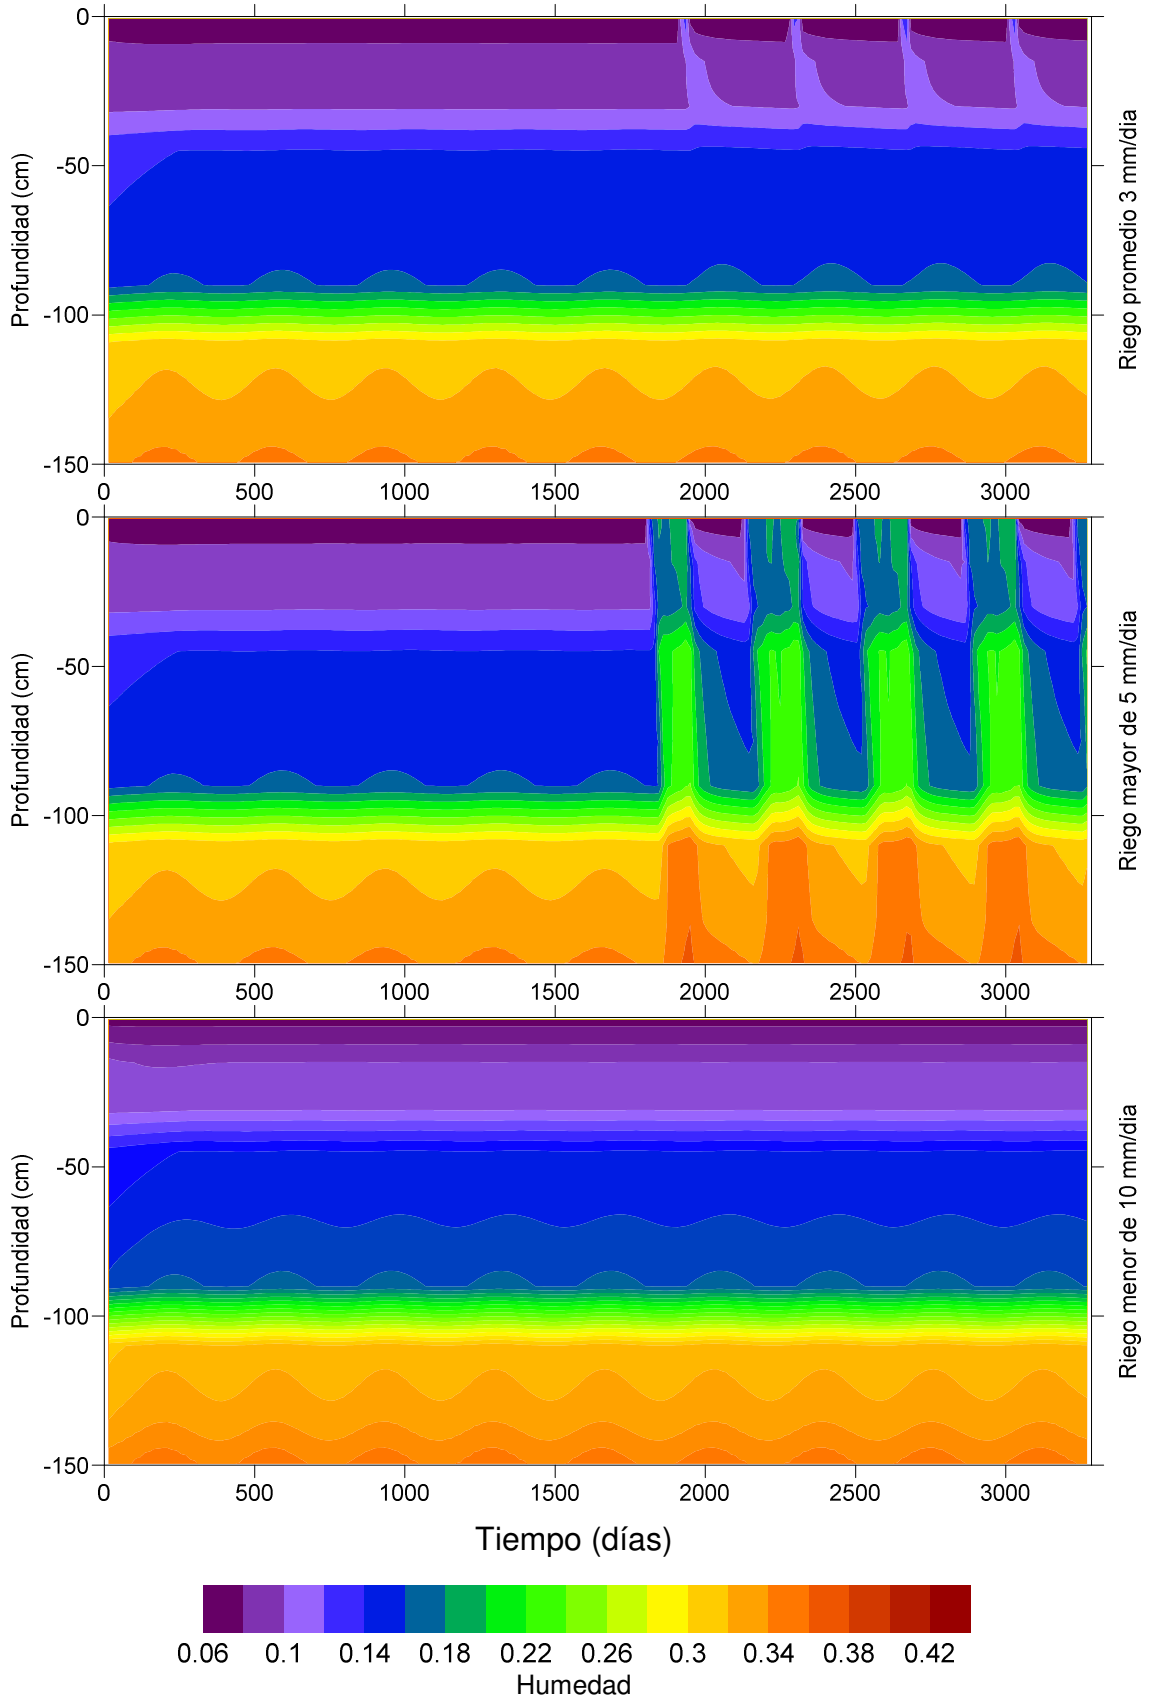 0
-50
-100
-150
Profundidad (cm)
Riego promedio 3 mm/dia
0 500 1000 1500 2000 2500 3000
0
-50
-100
-150
Profundidad (cm)
Riego mayor de 5 mm/dia
0 500 1000 1500 2000 2500 3000
0
-50
-100
-150
Profundidad (cm)
Riego menor de 10 mm/dia
0 500 1000 1500 2000 2500 3000
Tiempo (días)
0.06 0.1 0.14 0.18 0.22 0.26 0.3 0.34 0.38 0.42
Humedad